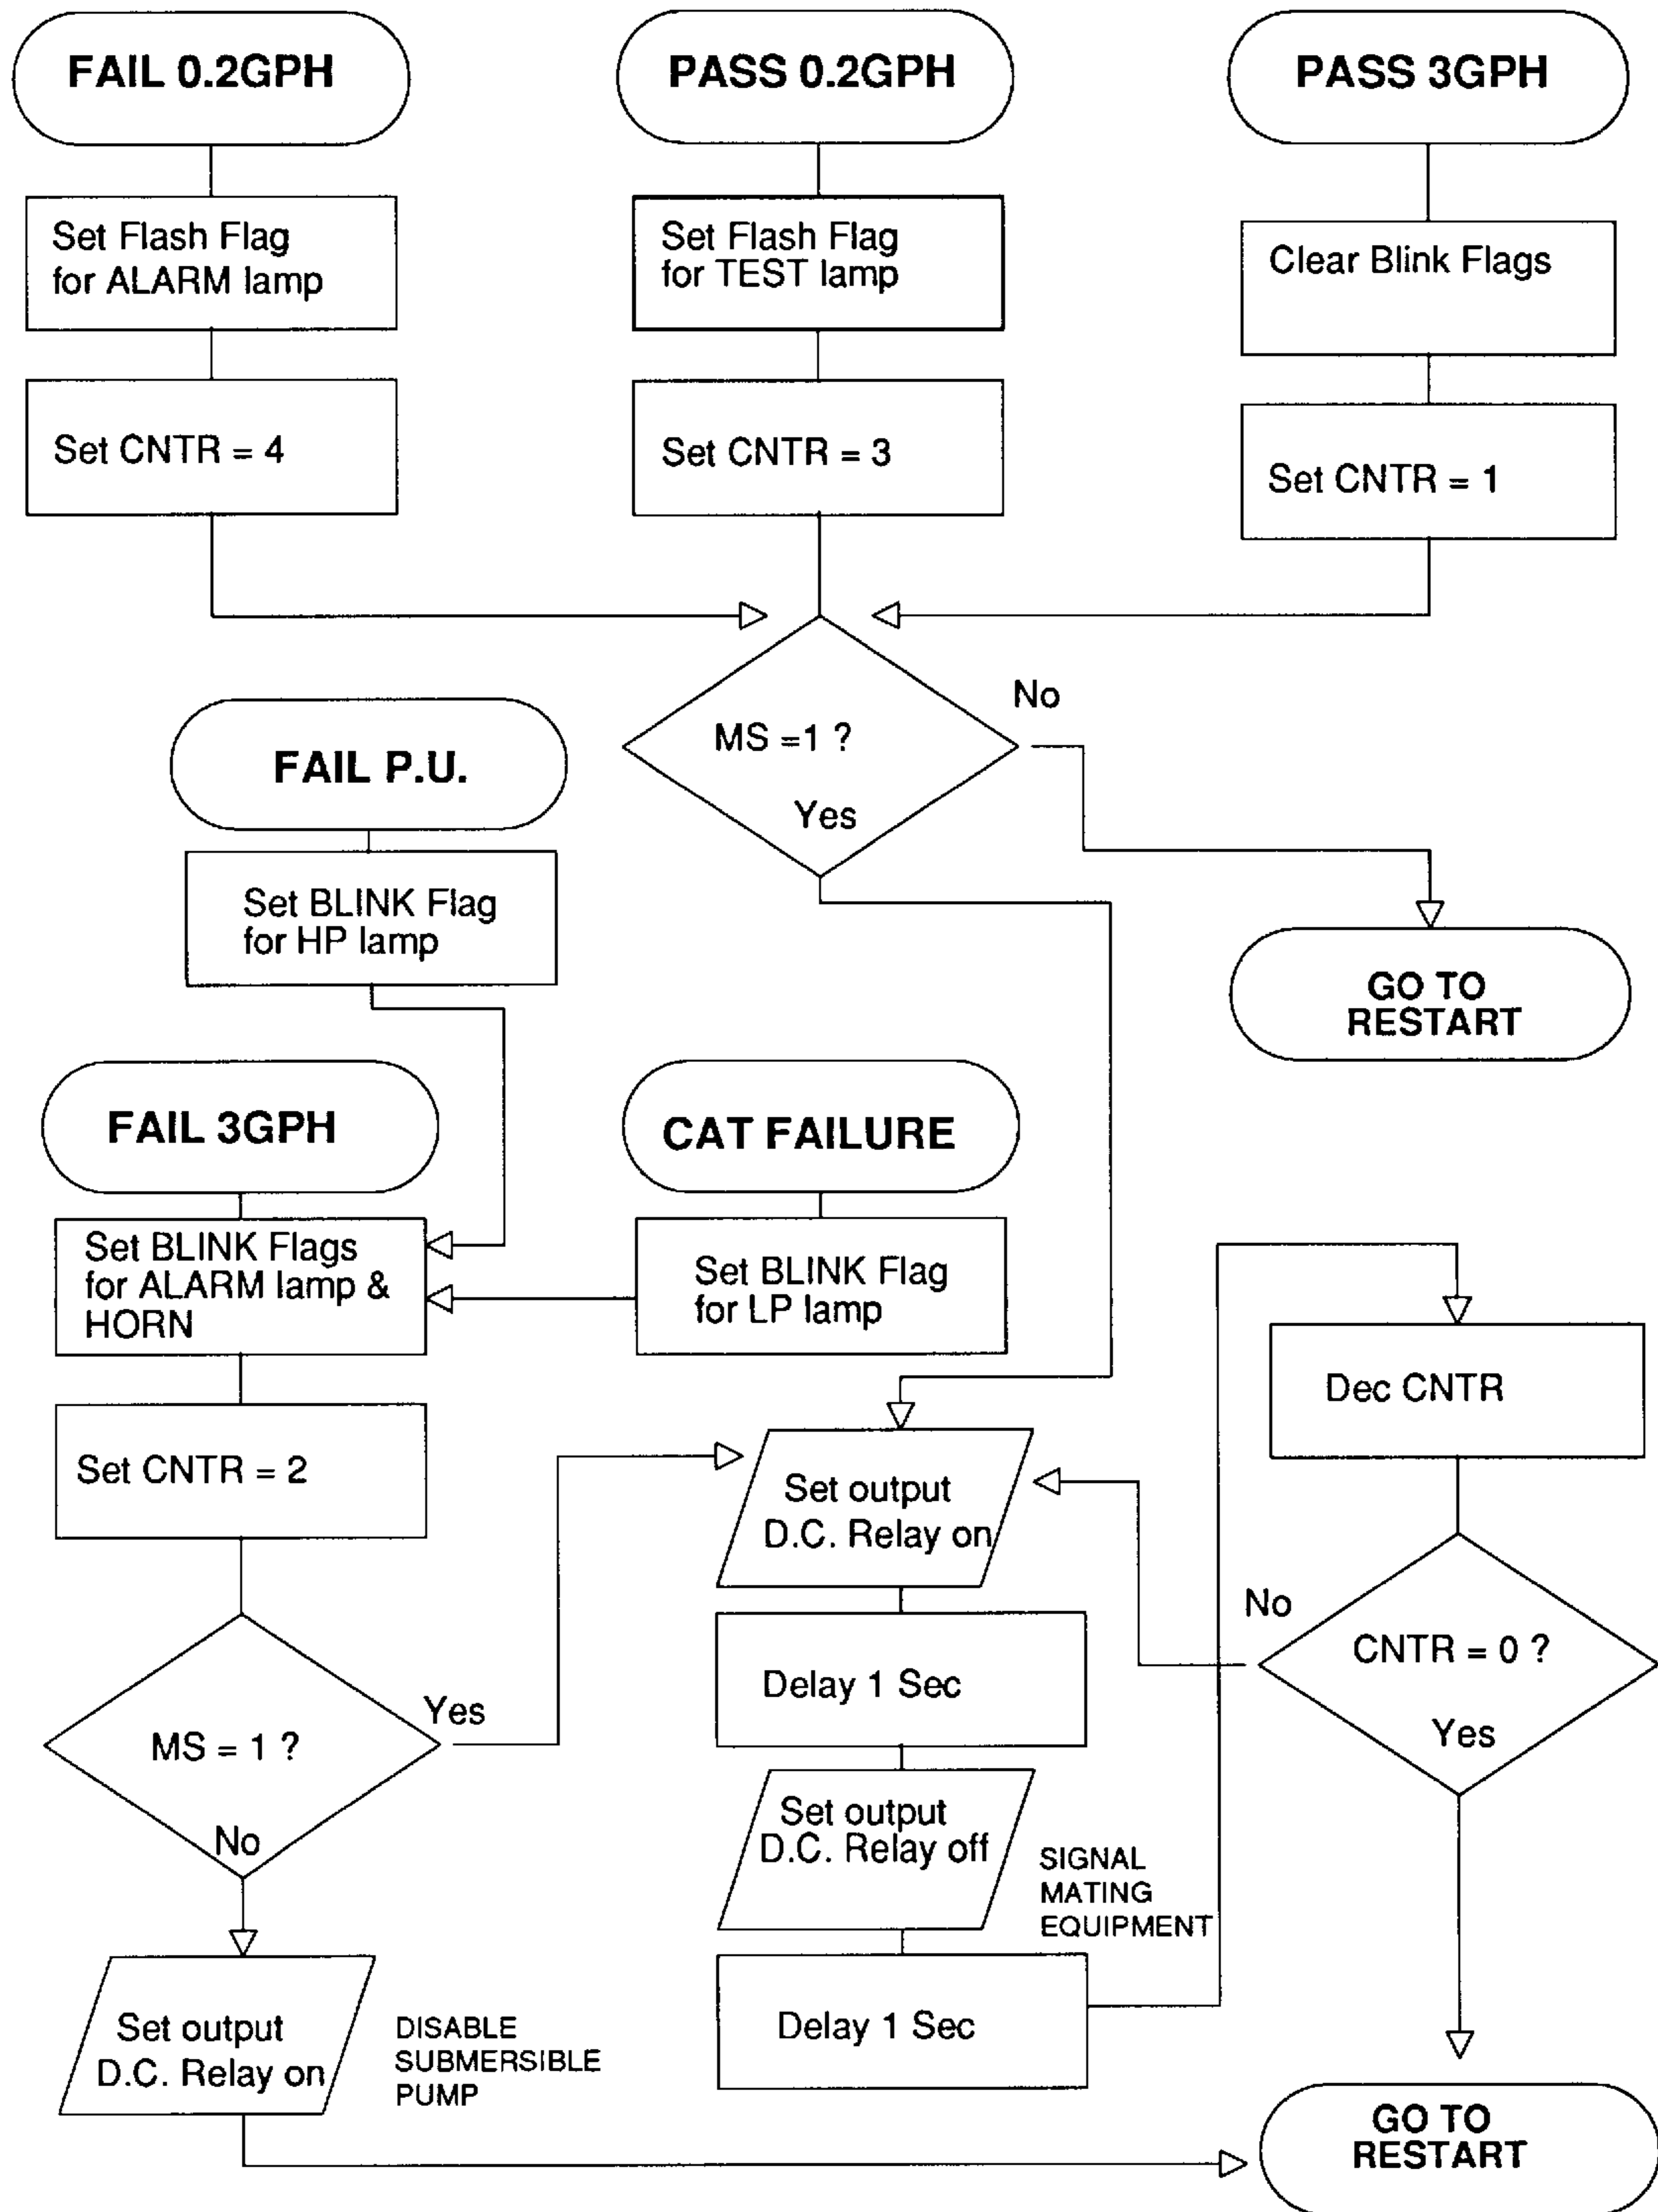 FAIL 0.2GPH
PASS 0.2GPH
PASS 3GPH
Set Flash Flag
for ALARM lamp
Set Flash Flag
for TEST lamp
Clear Blink Flags
Set CNTR = 4
Set CNTR = 3
Set CNTR = 1
MS =1 ?
No
Yes
FAIL P.U.
Set BLINK Flag
for HP lamp
GO TO
RESTART
FAIL 3GPH
CAT FAILURE
Set BLINK Flags
for ALARM lamp &
HORN
Set BLINK Flag
for LP lamp
Dec CNTR
Set CNTR = 2
Set output
D.C. Relay on
No
CNTR = 0 ?
Yes
Delay 1 Sec
MS = 1 ?
Yes
No
Set output
D.C. Relay off
SIGNAL
MATING
EQUIPMENT
Delay 1 Sec
Set output
D.C. Relay on
DISABLE
SUBMERSIBLE
PUMP
GO TO
RESTART